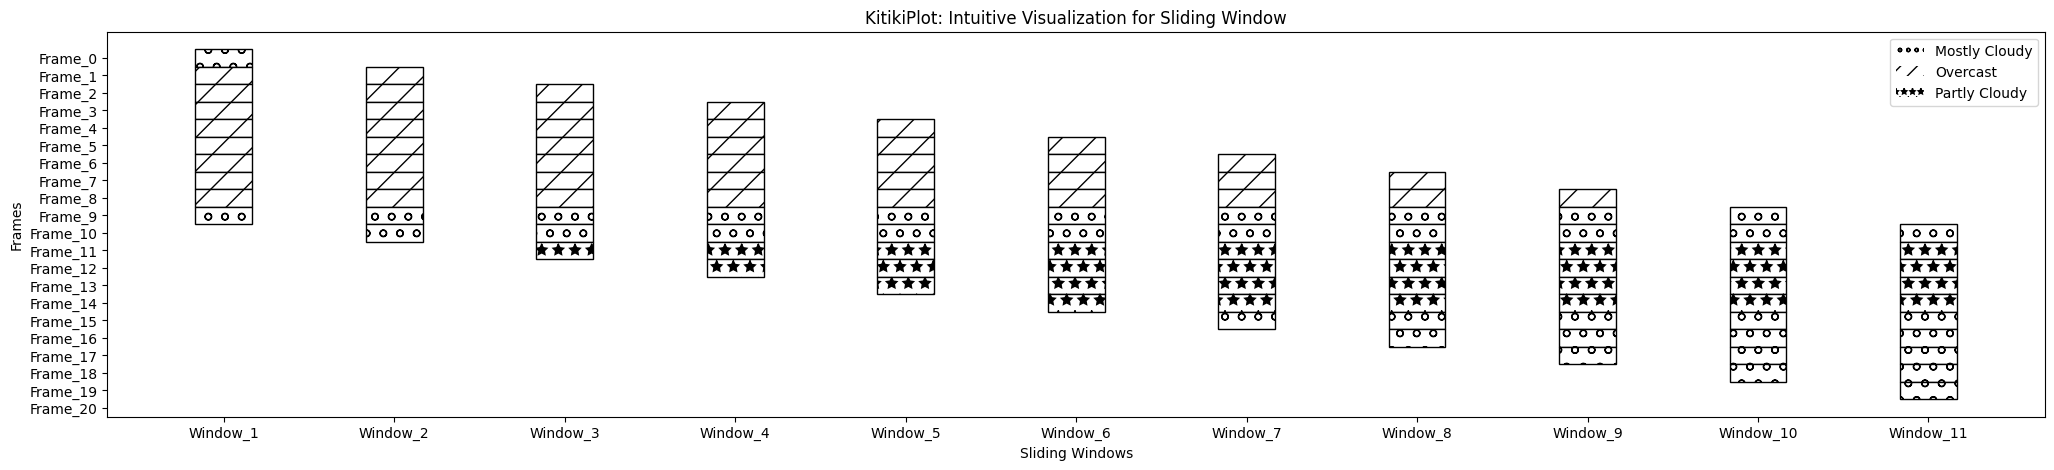 KitikiPlot: Intuitive Visualization for Sliding Window
Mostly Cloudy
Overcast
Partly Cloudy
Frames
Frame_0
Frame_1
Frame_2
Frame_3
Frame_4
Frame_5
Frame_6
Frame_7
Frame_8
Frame_9
Frame_10
Frame_11
Frame_12
Frame_13
Frame_14
Frame_15
Frame_16
Frame_17
Frame_18
Frame_19
Frame_20
Window_1 Window_2 Window_3 Window_4 Window_5 Window_6 Window_7 Window_8 Window_9 Window_10 Window_11
Sliding Windows